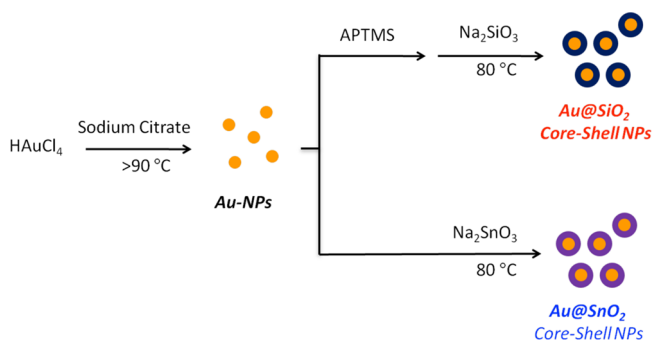 HAuCl₄
Sodium Citrate
>90 °C
Au-NPs
APTMS
Na₂SiO₃
80 °C
Au@SiO₂
Core-Shell NPs
Na₂SnO₃
80 °C
Au@SnO₂
Core-Shell NPs